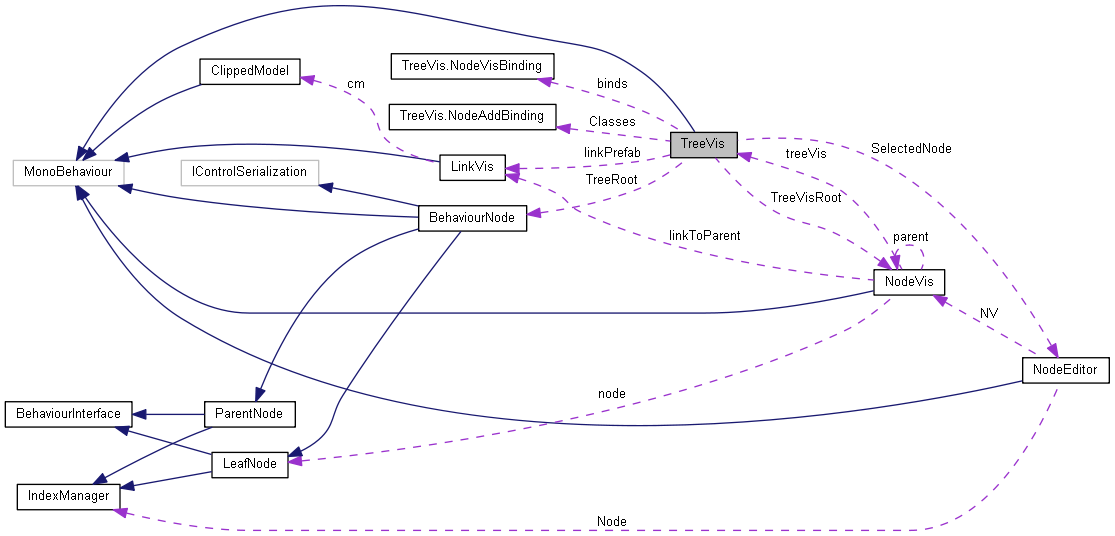 TreeVis.NodeVisBinding
ClippedModel
cm
binds
TreeVis.NodeAddBinding
Classes
TreeVis
linkPrefab
treeVis
SelectedNode
MonoBehaviour
IControlSerialization
LinkVis
TreeRoot
TreeVisRoot
BehaviourNode
linkToParent
parent
NodeVis
NV
NodeEditor
node
BehaviourInterface
ParentNode
LeafNode
IndexManager
Node